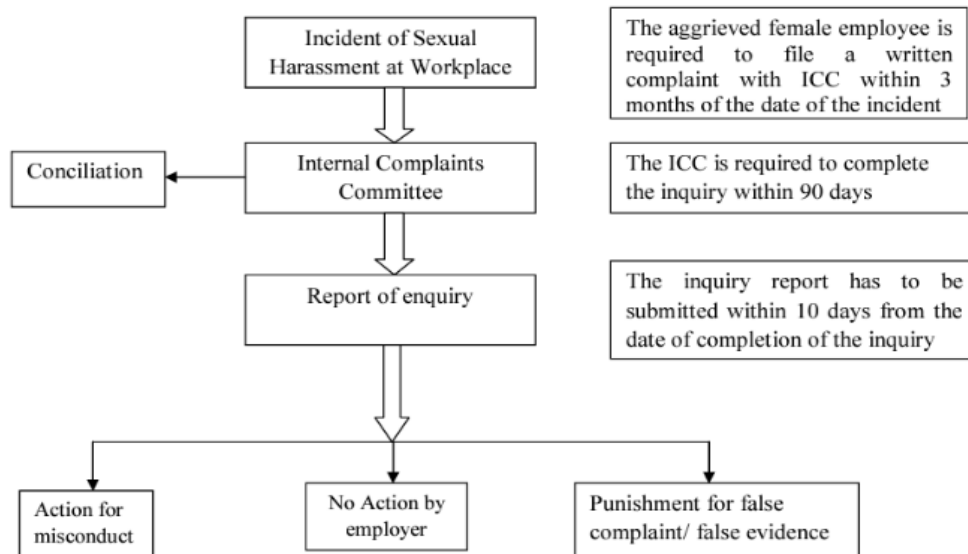 Incident of Sexual
Harassment at Workplace
The aggrieved female employee is
required to file a written
complaint with ICC within 3
months of the date of the incident
Conciliation
Internal Complaints
Committee
The ICC is required to complete
the inquiry within 90 days
Report of enquiry
The inquiry report has to be
submitted within 10 days from the
date of completion of the inquiry
Action for
misconduct
No Action by
employer
Punishment for false
complaint/ false evidence